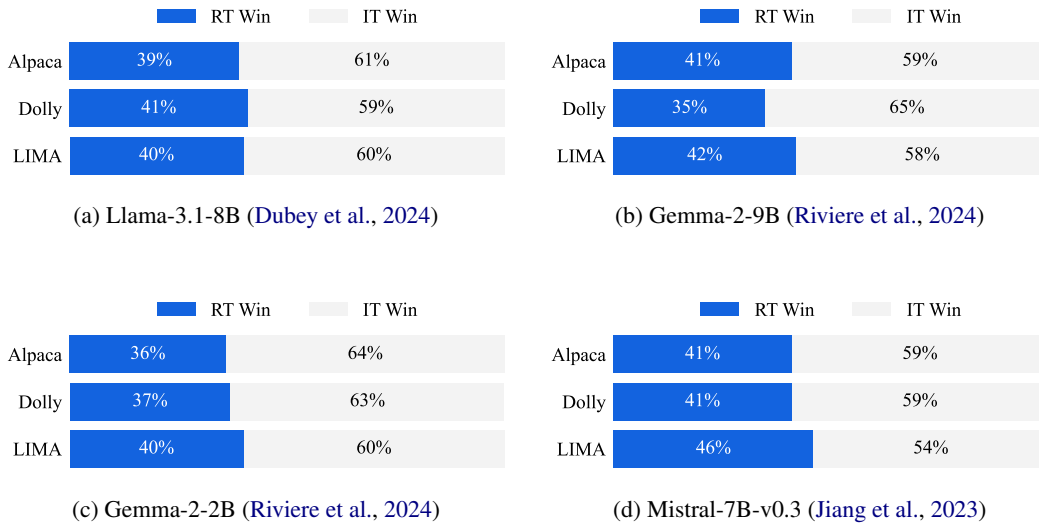 RT Win IT Win
Alpaca 39% 61%
Dolly 41% 59%
LIMA 40% 60%
(a) Llama-3.1-8B (Dubey et al., 2024)
RT Win IT Win
Alpaca 41% 59%
Dolly 35% 65%
LIMA 42% 58%
(b) Gemma-2-9B (Riviere et al., 2024)
RT Win IT Win
Alpaca 36% 64%
Dolly 37% 63%
LIMA 40% 60%
(c) Gemma-2-2B (Riviere et al., 2024)
RT Win IT Win
Alpaca 41% 59%
Dolly 41% 59%
LIMA 46% 54%
(d) Mistral-7B-v0.3 (Jiang et al., 2023)